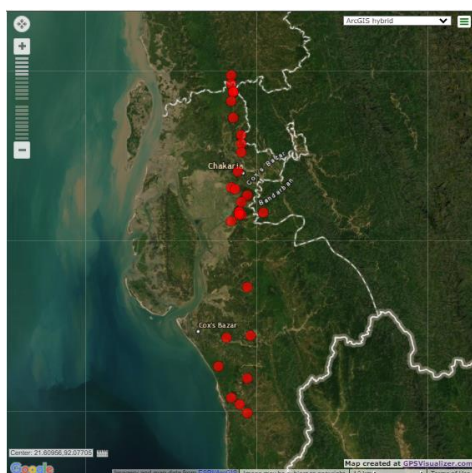 ArcGIS hybrid
Chakaria
Cox's Bazar
Bandarban
Cox's Bazar
Center: 21.60956,92.07705
Map created at GPSVisualizer.com
Google